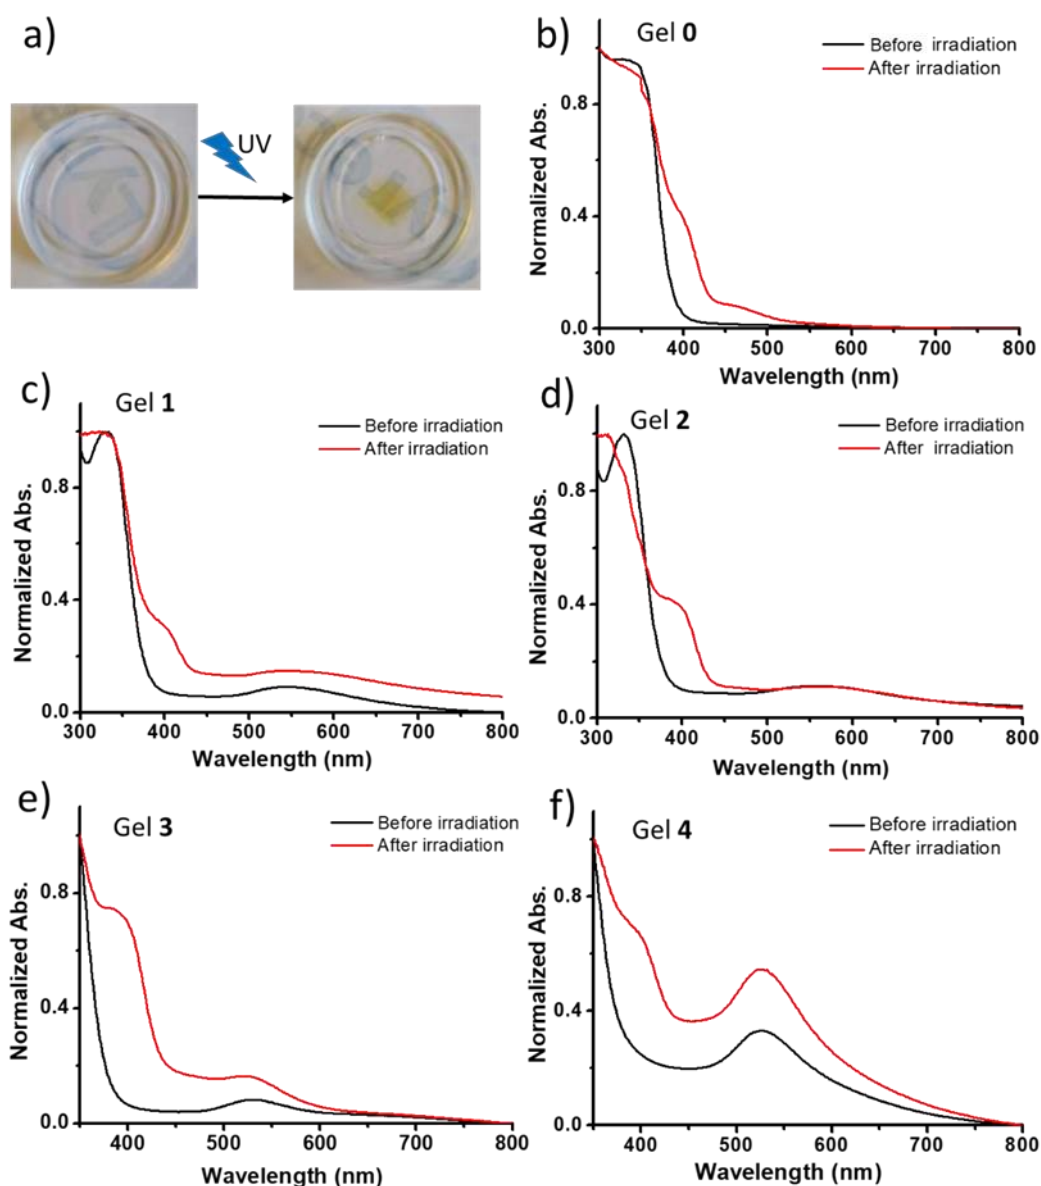 a)
UV
b)
Gel 0
Before irradiation
After irradiation
Normalized Abs.
0.8
0.4
0.0
300 400 500 600 700 800
Wavelength (nm)
c)
Gel 1
Before irradiation
After irradiation
Normalized Abs.
0.8
0.4
0.0
300 400 500 600 700 800
Wavelength (nm)
d)
Gel 2
Before irradiation
After irradiation
Normalized Abs.
0.8
0.4
0.0
300 400 500 600 700 800
Wavelength (nm)
e)
Gel 3
Before irradiation
After irradiation
Normalized Abs.
0.8
0.4
0.0
400 500 600 700 800
Wavelength (nm)
f)
Gel 4
Before irradiation
After irradiation
Normalized Abs.
0.8
0.4
0.0
400 500 600 700 800
Wavelength (nm)